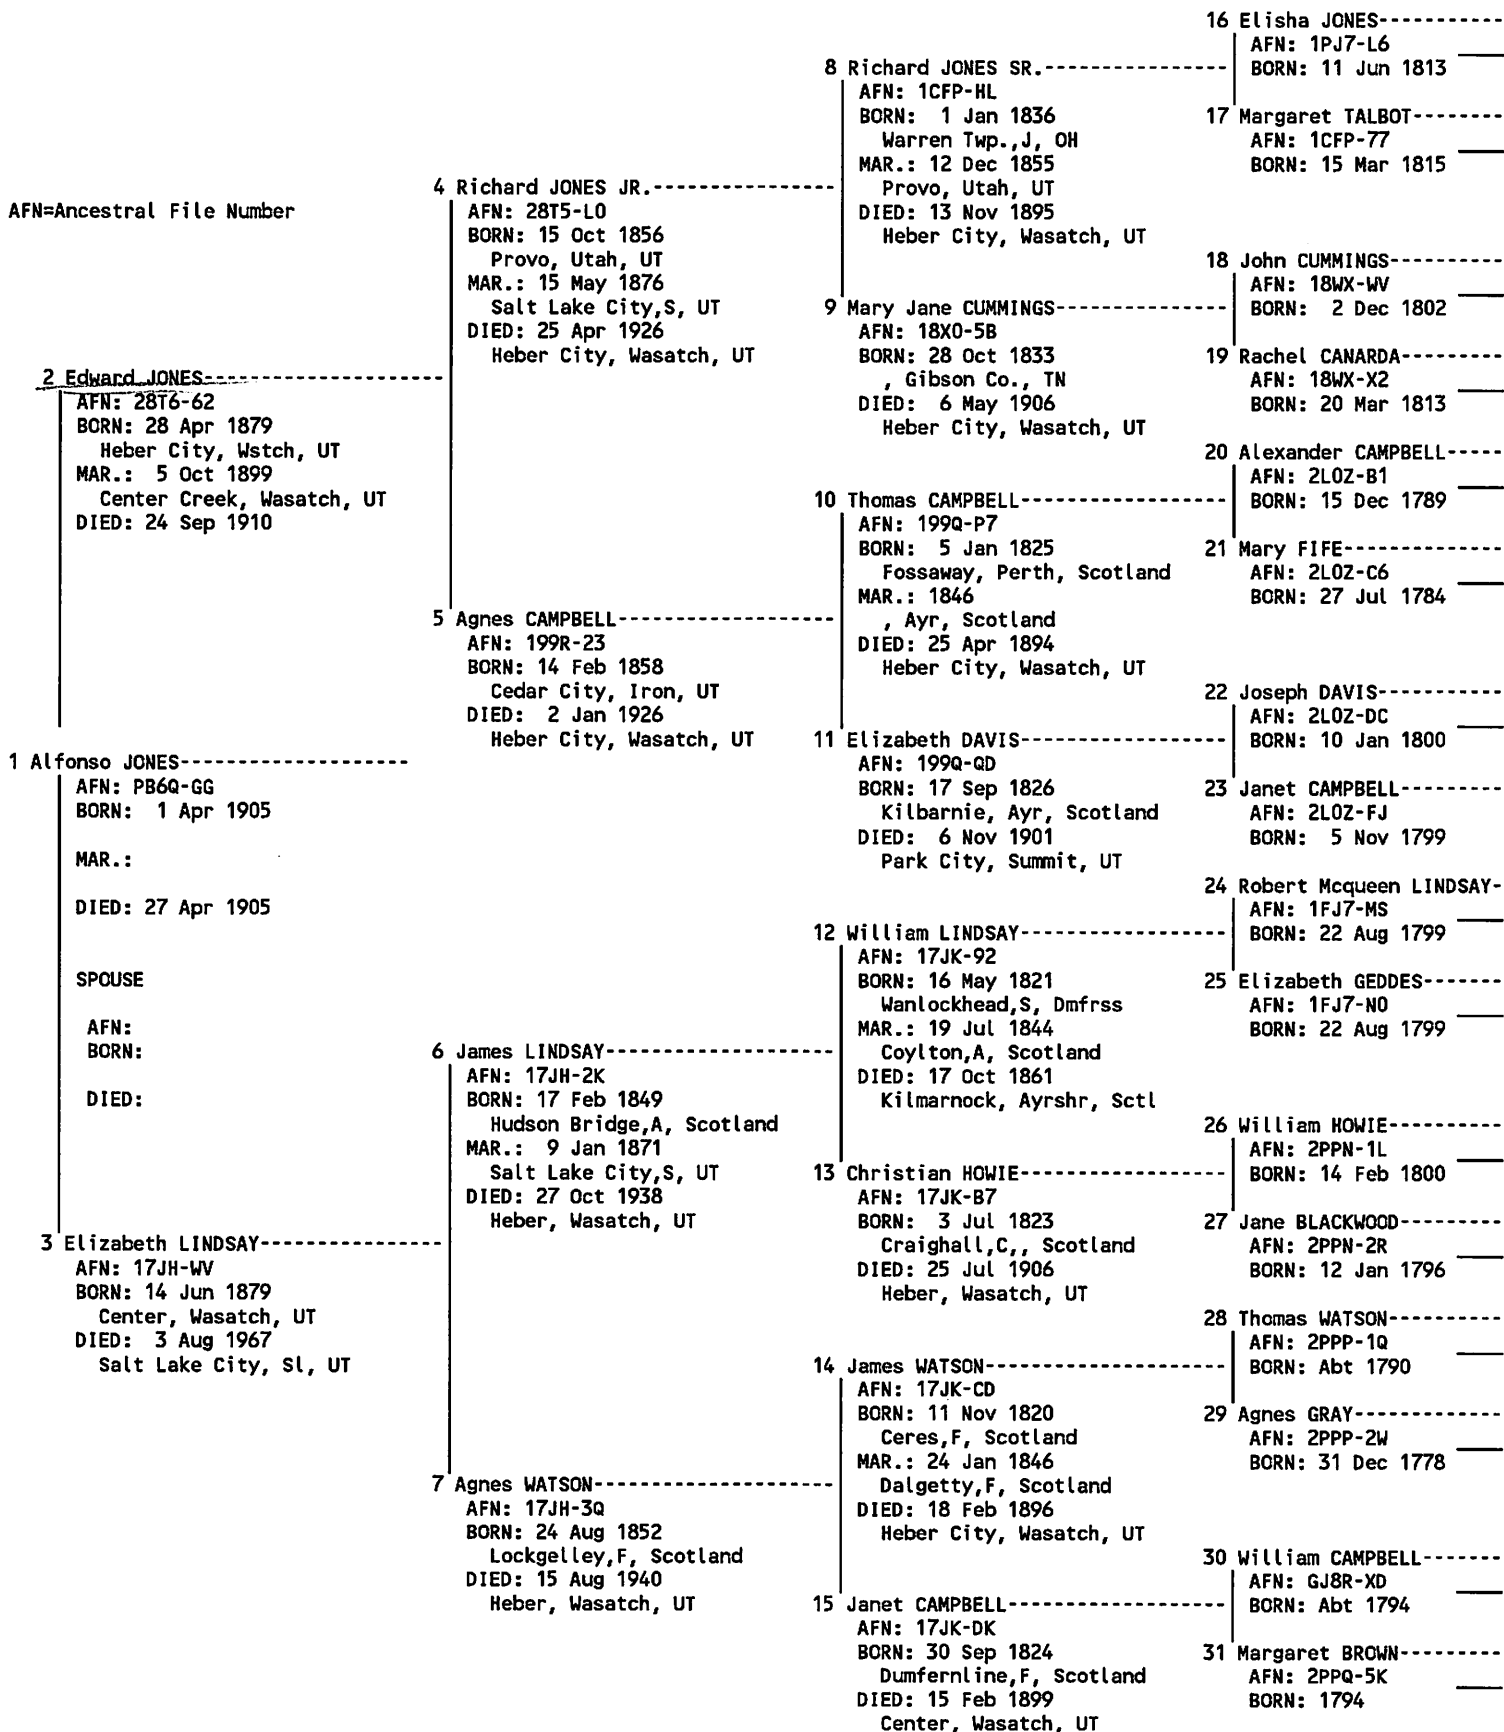 AFN=Ancestral File Number
1 Alfonso JONES-------------------
AFN: PB6Q-GG
BORN:  1 Apr 1905
MAR.:
DIED: 27 Apr 1905
SPOUSE
AFN:
BORN:
DIED:
2 Edward JONES--------------------
AFN: 28T6-62
BORN: 28 Apr 1879
Heber City, Wstch, UT
MAR.:  5 Oct 1899
Center Creek, Wasatch, UT
DIED: 24 Sep 1910
3 Elizabeth LINDSAY---------------
AFN: 17JH-WV
BORN: 14 Jun 1879
Center, Wasatch, UT
DIED:  3 Aug 1967
Salt Lake City, Sl, UT
4 Richard JONES JR.---------------
AFN: 28T5-L0
BORN: 15 Oct 1856
Provo, Utah, UT
MAR.: 15 May 1876
Salt Lake City,S, UT
DIED: 25 Apr 1926
Heber City, Wasatch, UT
5 Agnes CAMPBELL------------------
AFN: 199R-23
BORN: 14 Feb 1858
Cedar City, Iron, UT
DIED:  2 Jan 1926
Heber City, Wasatch, UT
6 James LINDSAY-------------------
AFN: 17JH-2K
BORN: 17 Feb 1849
Hudson Bridge,A, Scotland
MAR.:  9 Jan 1871
Salt Lake City,S, UT
DIED: 27 Oct 1938
Heber, Wasatch, UT
7 Agnes WATSON--------------------
AFN: 17JH-3Q
BORN: 24 Aug 1852
Lockgelley,F, Scotland
DIED: 15 Aug 1940
Heber, Wasatch, UT
8 Richard JONES SR.---------------
AFN: 1CFP-HL
BORN:  1 Jan 1836
Warren Twp.,J, OH
MAR.: 12 Dec 1855
Provo, Utah, UT
DIED: 13 Nov 1895
Heber City, Wasatch, UT
9 Mary Jane CUMMINGS--------------
AFN: 18X0-5B
BORN: 28 Oct 1833
, Gibson Co., TN
DIED:  6 May 1906
Heber City, Wasatch, UT
10 Thomas CAMPBELL-----------------
AFN: 199Q-P7
BORN:  5 Jan 1825
Fossaway, Perth, Scotland
MAR.: 1846
, Ayr, Scotland
DIED: 25 Apr 1894
Heber City, Wasatch, UT
11 Elizabeth DAVIS-----------------
AFN: 199Q-QD
BORN: 17 Sep 1826
Kilbarnie, Ayr, Scotland
DIED:  6 Nov 1901
Park City, Summit, UT
12 William LINDSAY-----------------
AFN: 17JK-92
BORN: 16 May 1821
Wanlockhead,S, Dmfrss
MAR.: 19 Jul 1844
Coylton,A, Scotland
DIED: 17 Oct 1861
Kilmarnock, Ayrshr, Sctl
13 Christian HOWIE-----------------
AFN: 17JK-B7
BORN:  3 Jul 1823
Craighall,C,, Scotland
DIED: 25 Jul 1906
Heber, Wasatch, UT
14 James WATSON--------------------
AFN: 17JK-CD
BORN: 11 Nov 1820
Ceres,F, Scotland
MAR.: 24 Jan 1846
Dalgetty,F, Scotland
DIED: 18 Feb 1896
Heber City, Wasatch, UT
15 Janet CAMPBELL------------------
AFN: 17JK-DK
BORN: 30 Sep 1824
Dumfernline,F, Scotland
DIED: 15 Feb 1899
Center, Wasatch, UT
16 Elisha JONES-----------
AFN: 1PJ7-L6
BORN: 11 Jun 1813
17 Margaret TALBOT--------
AFN: 1CFP-77
BORN: 15 Mar 1815
18 John CUMMINGS----------
AFN: 18WX-WV
BORN:  2 Dec 1802
19 Rachel CANARDA---------
AFN: 18WX-X2
BORN: 20 Mar 1813
20 Alexander CAMPBELL-----
AFN: 2L0Z-B1
BORN: 15 Dec 1789
21 Mary FIFE--------------
AFN: 2L0Z-C6
BORN: 27 Jul 1784
22 Joseph DAVIS-----------
AFN: 2L0Z-DC
BORN: 10 Jan 1800
23 Janet CAMPBELL---------
AFN: 2L0Z-FJ
BORN:  5 Nov 1799
24 Robert Mcqueen LINDSAY-
AFN: 1FJ7-MS
BORN: 22 Aug 1799
25 Elizabeth GEDDES-------
AFN: 1FJ7-N0
BORN: 22 Aug 1799
26 William HOWIE----------
AFN: 2PPN-1L
BORN: 14 Feb 1800
27 Jane BLACKWOOD---------
AFN: 2PPN-2R
BORN: 12 Jan 1796
28 Thomas WATSON----------
AFN: 2PPP-1Q
BORN: Abt 1790
29 Agnes GRAY-------------
AFN: 2PPP-2W
BORN: 31 Dec 1778
30 William CAMPBELL-------
AFN: GJ8R-XD
BORN: Abt 1794
31 Margaret BROWN---------
AFN: 2PPQ-5K
BORN: 1794